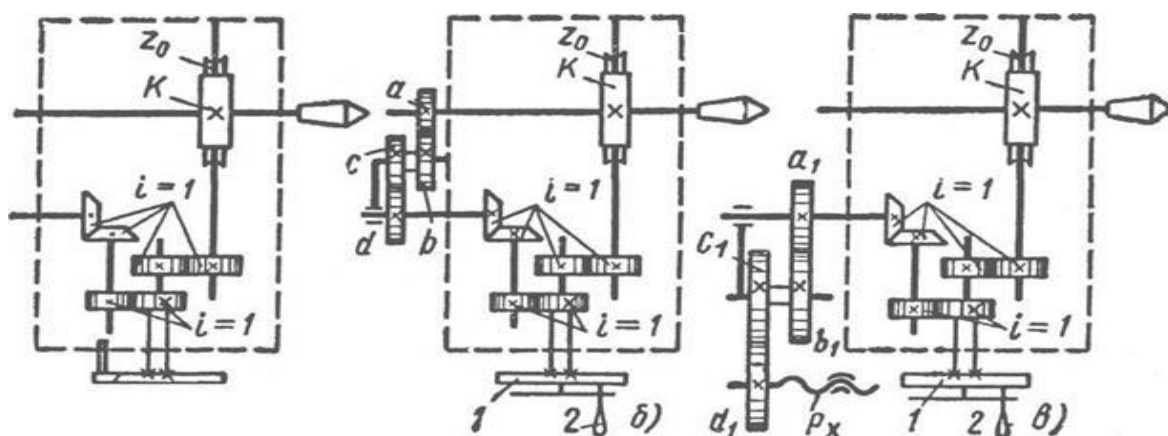 z₀
K
i = 1
i = 1
z₀
K
a
c
i = 1
d
b
i = 1
1
2
б)
z₀
K
a₁
i = 1
c₁
i = 1
b₁
d₁
Pₓ
1
2
в)